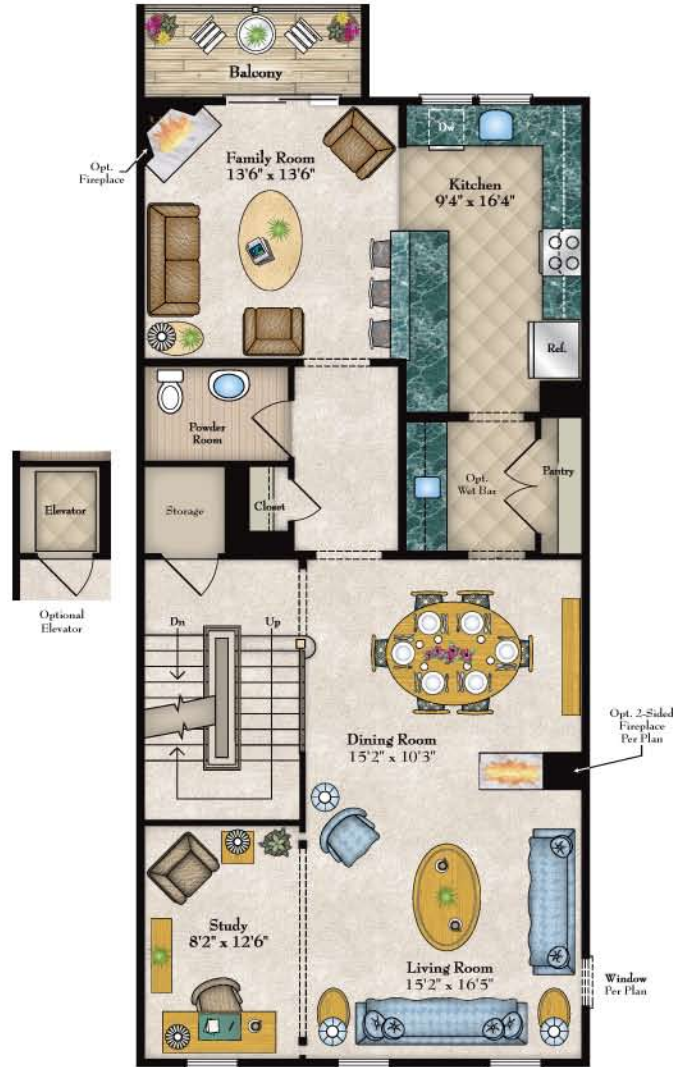 Balcony
Opt.
Fireplace
Family Room
13'6" x 13'6"
Dw
Kitchen
9'4" x 16'4"
Ref.
Powder
Room
Opt.
Wet Bar
Pantry
Elevator
Storage
Closet
Optional
Elevator
Dn
Up
Dining Room
15'2" x 10'3"
Opt. 2-Sided
Fireplace
Per Plan
Study
8'2" x 12'6"
Living Room
15'2" x 16'5"
Window
Per Plan